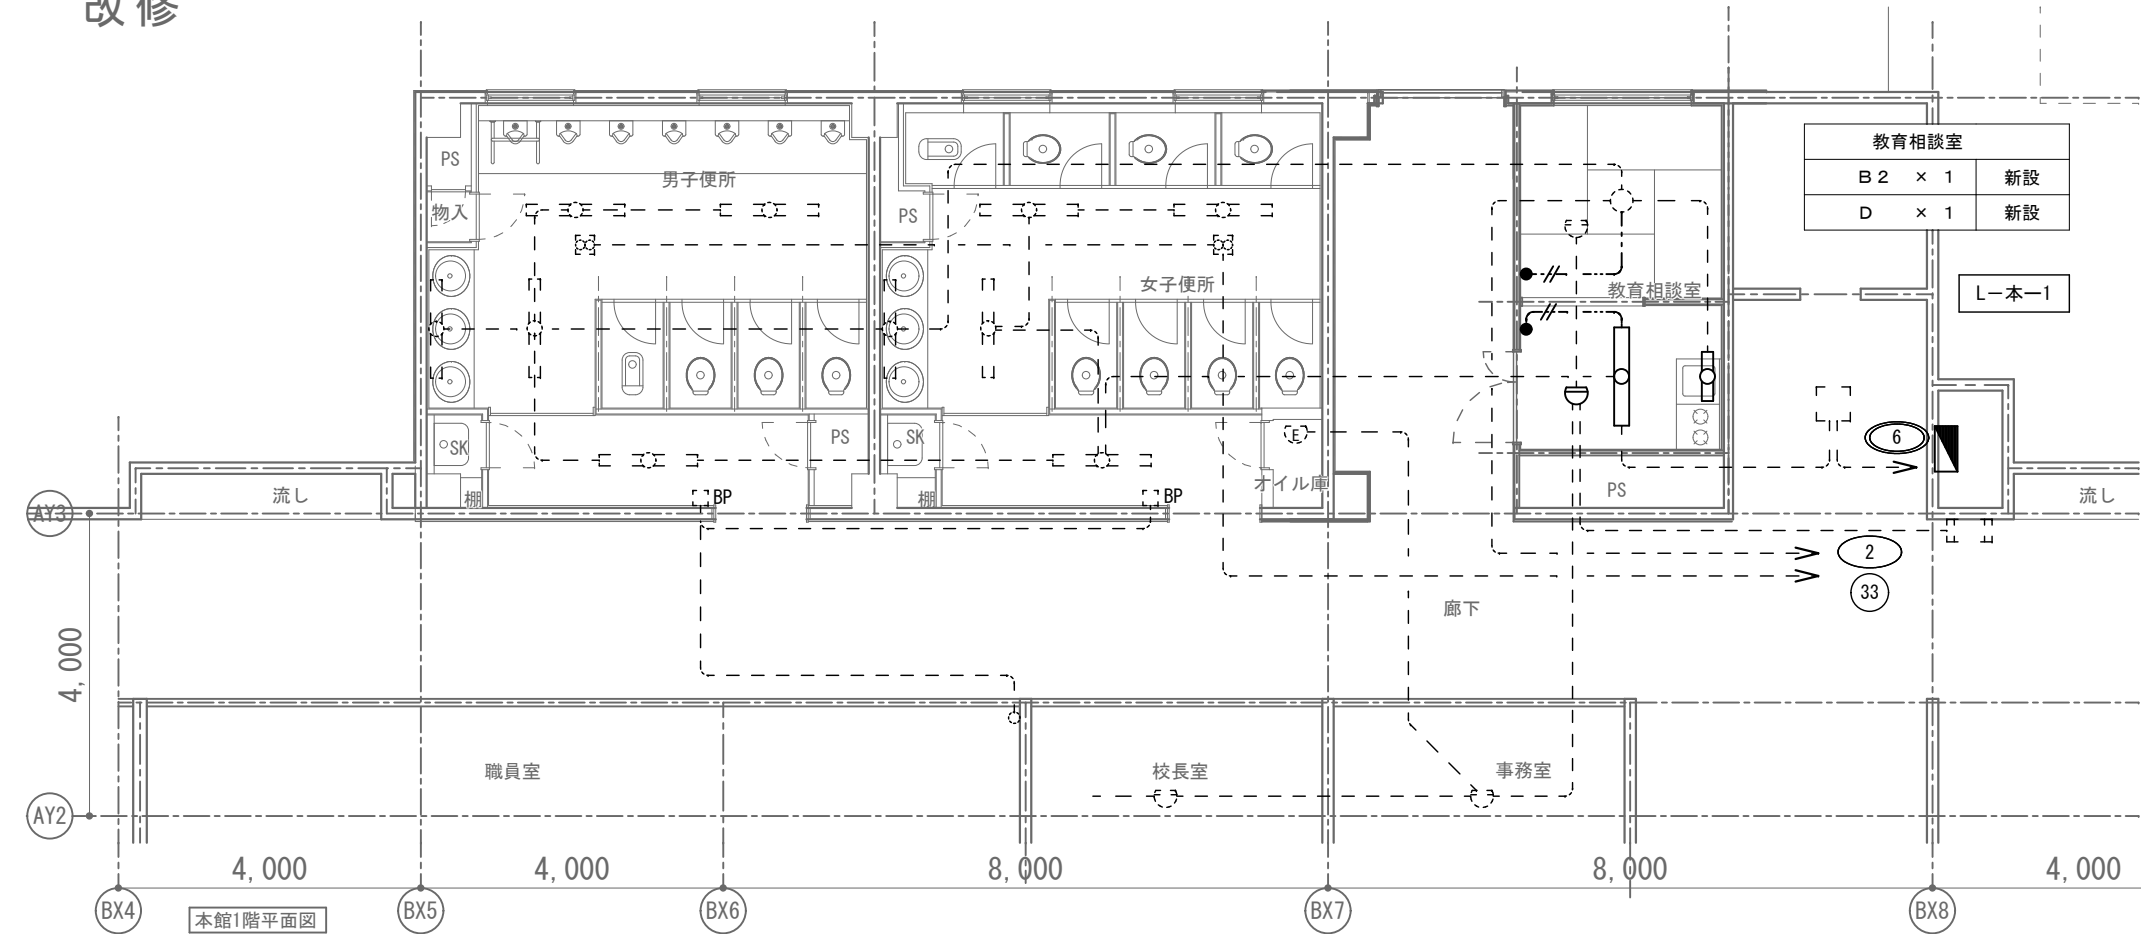 改修
教育相談室
B2 × 1 新設
D × 1 新設
L－本－1
PS
男子便所
物入
PS
女子便所
教育相談室
SK
PS
SK
E
6
棚
BP
棚
BP
オイル庫
PS
流し
流し
AY3
2
33
廊下
4,000
職員室
校長室
事務室
AY2
4,000
4,000
8,000
8,000
4,000
BX4
BX5
BX6
BX7
BX8
本館1階平面図